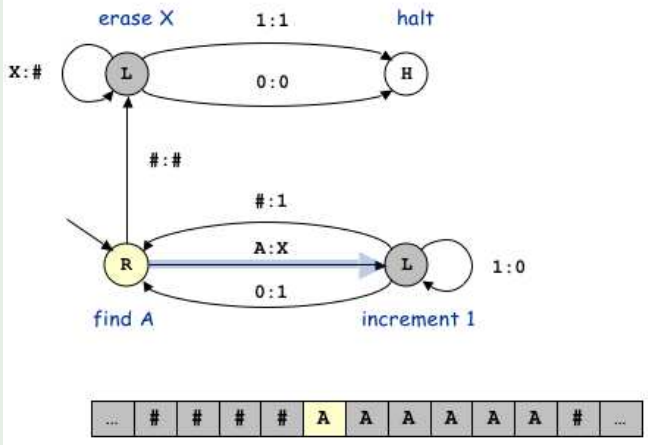 erase X 1:1 halt
X:# L H
0:0
#:#
#:1
A:X
R L 1:0
0:1
find A increment 1
... # # # # A A A A A A # ...